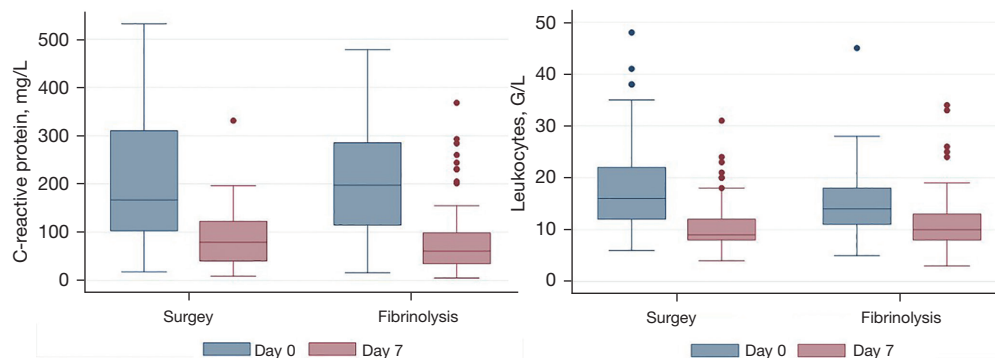 C-reactive protein, mg/L
500
400
300
200
100
0
Surgey
Fibrinolysis
Day 0
Day 7
Leukocytes, G/L
50
40
30
20
10
0
Surgey
Fibrinolysis
Day 0
Day 7